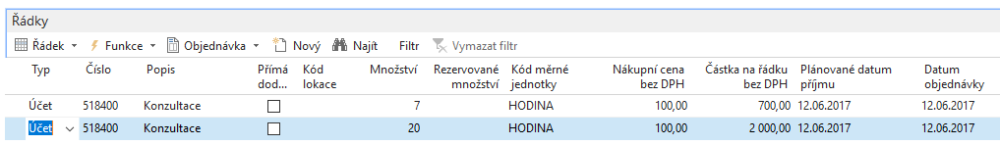 Řádky
Řádek Funkce Objednávka Nový Najít Filtr Vymazat filtr
Typ Číslo Popis Přímá dod... Kód lokace Množství Rezervované množství Kód měrné jednotky Nákupní cena bez DPH Částka na řádku bez DPH Plánované datum příjmu Datum objednávky
Účet 518400 Konzultace 7 HODINA 100,00 700,00 12.06.2017 12.06.2017
Účet 518400 Konzultace 20 HODINA 100,00 2 000,00 12.06.2017 12.06.2017